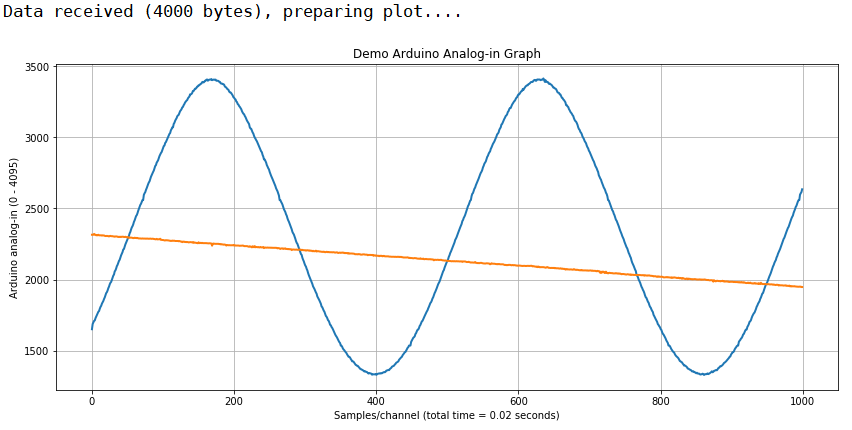 Data received (4000 bytes), preparing plot....
Demo Arduino Analog-in Graph
3500
3000
2500
2000
1500
Arduino analog-in (0 - 4095)
0 200 400 600 800 1000
Samples/channel (total time = 0.02 seconds)